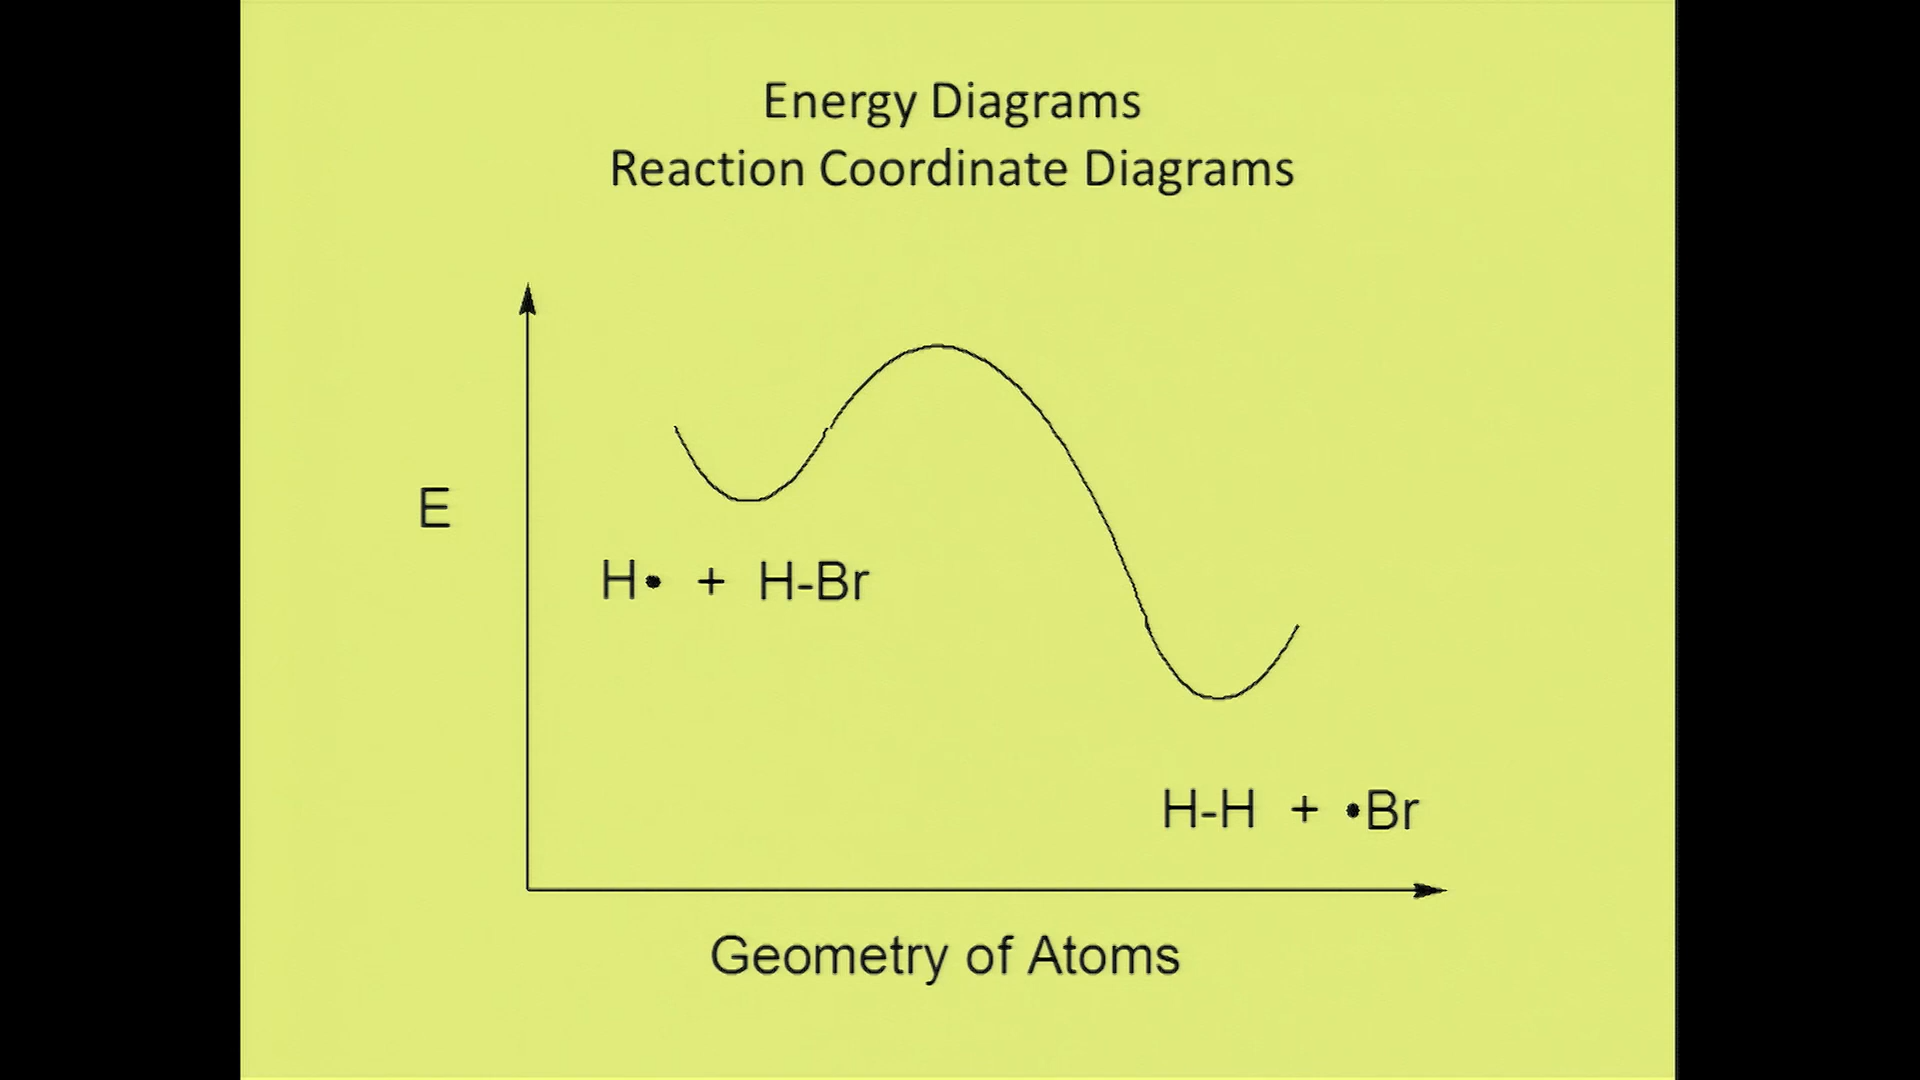 Energy Diagrams
Reaction Coordinate Diagrams
E
H• + H-Br
H-H + •Br
Geometry of Atoms